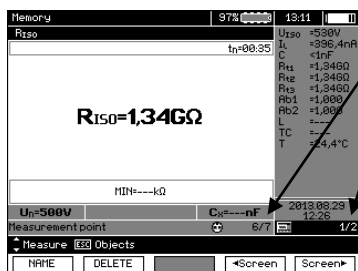 Memory 97% 13:11
RISO
tn=00:35
RISO=1,34GΩ
MIN=---kΩ
Un=500V Cx=---nF
UISO =530V
IL =396,4nA
C <1nF
Rt1 =1,34GΩ
Rt2 =1,34GΩ
Rt3 =1,34GΩ
Ab1 =1,000
Ab2 =1,000
L =---
TC =---
T =24,4°C
2013.08.29
12:26
Measurement point 6/7 1/2
Measure ESC Objects
NAME DELETE ◄Screen Screen►